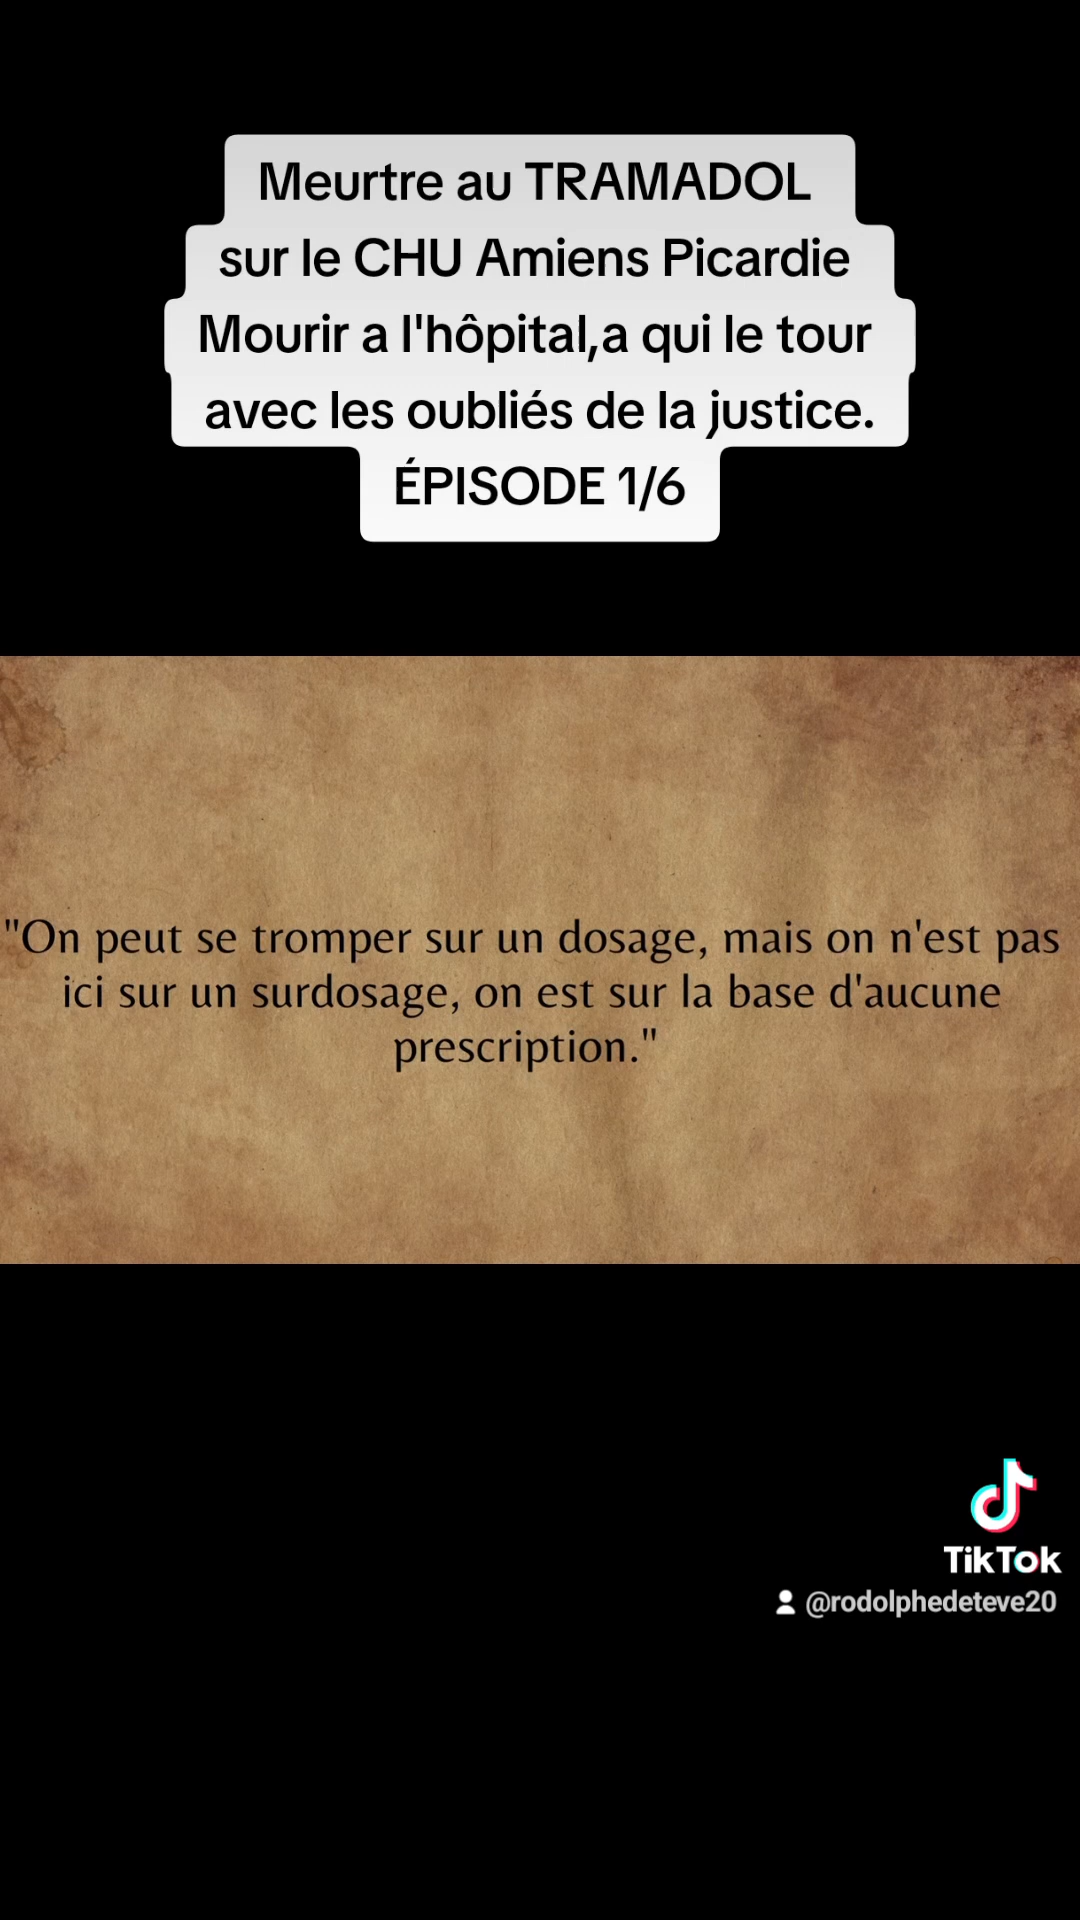 Meurtre au TRAMADOL
sur le CHU Amiens Picardie
Mourir a l'hôpital,a qui le tour
avec les oubliés de la justice.
ÉPISODE 1/6
"On peut se tromper sur un dosage, mais on n'est pas
ici sur un surdosage, on est sur la base d'aucune
prescription."
TikTok
@rodolphedeteve20